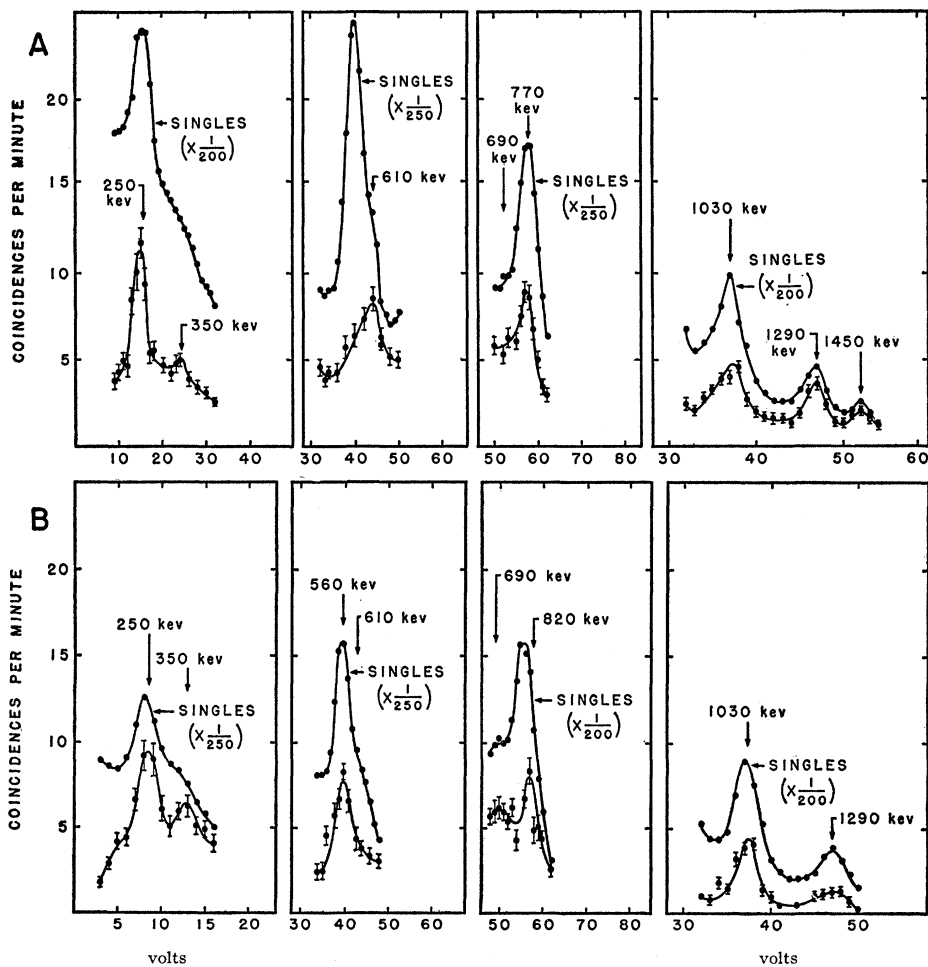 A
COINCIDENCES PER MINUTE
20
15
10
5
SINGLES
(X 1/200)
250
kev
350 kev
10 20 30 40
SINGLES
(X 1/250)
610 kev
30 40 50 60
770
kev
690
kev
SINGLES
(X 1/250)
50 60 70 80
1030 kev
SINGLES
(X 1/200)
1290
kev
1450 kev
30 40 50 60
B
COINCIDENCES PER MINUTE
20
15
10
5
250 kev
350 kev
SINGLES
(X 1/250)
5 10 15 20
560 kev
610 kev
SINGLES
(X 1/250)
30 40 50 60
690 kev
820 kev
SINGLES
(X 1/200)
50 60 70 80
1030 kev
SINGLES
(X 1/200)
1290 kev
30 40 50
volts
volts